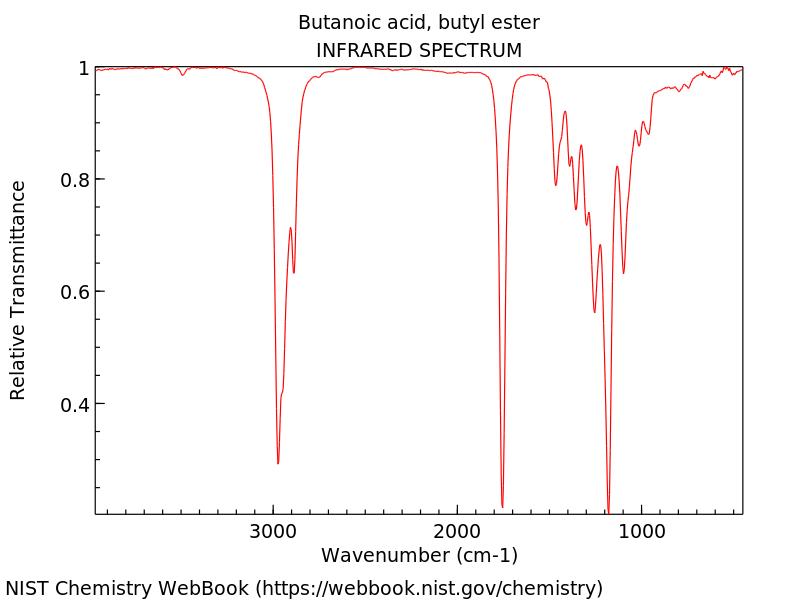 Butanoic acid, butyl ester
INFRARED SPECTRUM
1
0.8
0.6
0.4
Relative Transmittance
3000 2000 1000
Wavenumber (cm-1)
NIST Chemistry WebBook (https://webbook.nist.gov/chemistry)